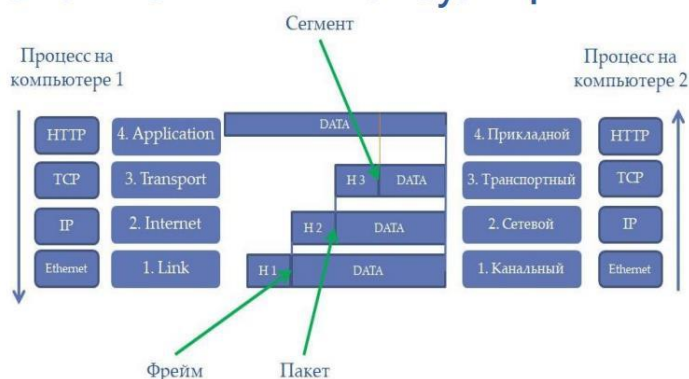 Сегмент
Процесс на
компьютере 1
Процесс на
компьютере 2
HTTP
4. Application
DATA
4. Прикладной
HTTP
TCP
3. Transport
H 3
DATA
3. Транспортный
TCP
IP
2. Internet
H 2
DATA
2. Сетевой
IP
Ethernet
1. Link
H 1
DATA
1. Канальный
Ethernet
Фрейм
Пакет